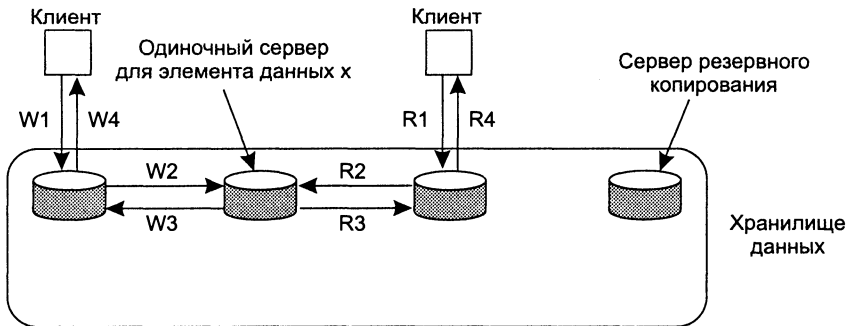 Клиент
Клиент
Одиночный сервер
для элемента данных x
Сервер резервного
копирования
W1
W4
R1
R4
W2
R2
W3
R3
Хранилище
данных